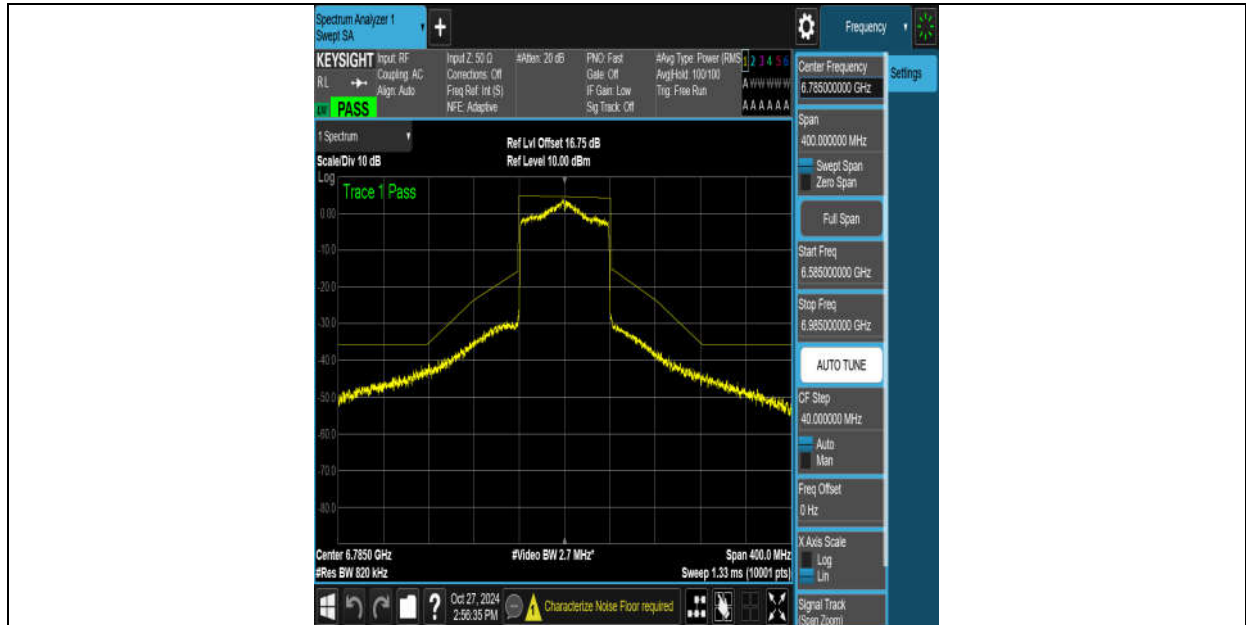 Spectrum Analyzer 1
Swept SA
Frequency
KEYSIGHT
RL
PASS
Input: RF
Coupling: AC
Align: Auto
Input Z: 50 Ω
Corrections: Off
Freq Ref: Int (S)
NFE: Adaptive
#Atten: 20 dB
PNO: Fast
Gate: Off
IF Gain: Low
Sig Track: Off
#Avg Type: Power (RMS
Avg|Hold: 100/100
Trig: Free Run
1 2 3 4 5 6
A W W W W W
A A A A A A
Center Frequency
6.785000000 GHz
Settings
Span
400.000000 MHz
Swept Span
Zero Span
Full Span
Start Freq
6.585000000 GHz
Stop Freq
6.985000000 GHz
AUTO TUNE
CF Step
40.000000 MHz
Auto
Man
Freq Offset
0 Hz
X Axis Scale
Log
Lin
Signal Track
(Span Zoom)
1 Spectrum
Scale/Div 10 dB
Ref Lvl Offset 16.75 dB
Ref Level 10.00 dBm
Log
Trace 1 Pass
0.00
-10.0
-20.0
-30.0
-40.0
-50.0
-60.0
-70.0
-80.0
Center 6.7850 GHz
#Video BW 2.7 MHz*
Span 400.0 MHz
#Res BW 820 kHz
Sweep 1.33 ms (10001 pts)
Oct 27, 2024
2:56:35 PM
Characterize Noise Floor required